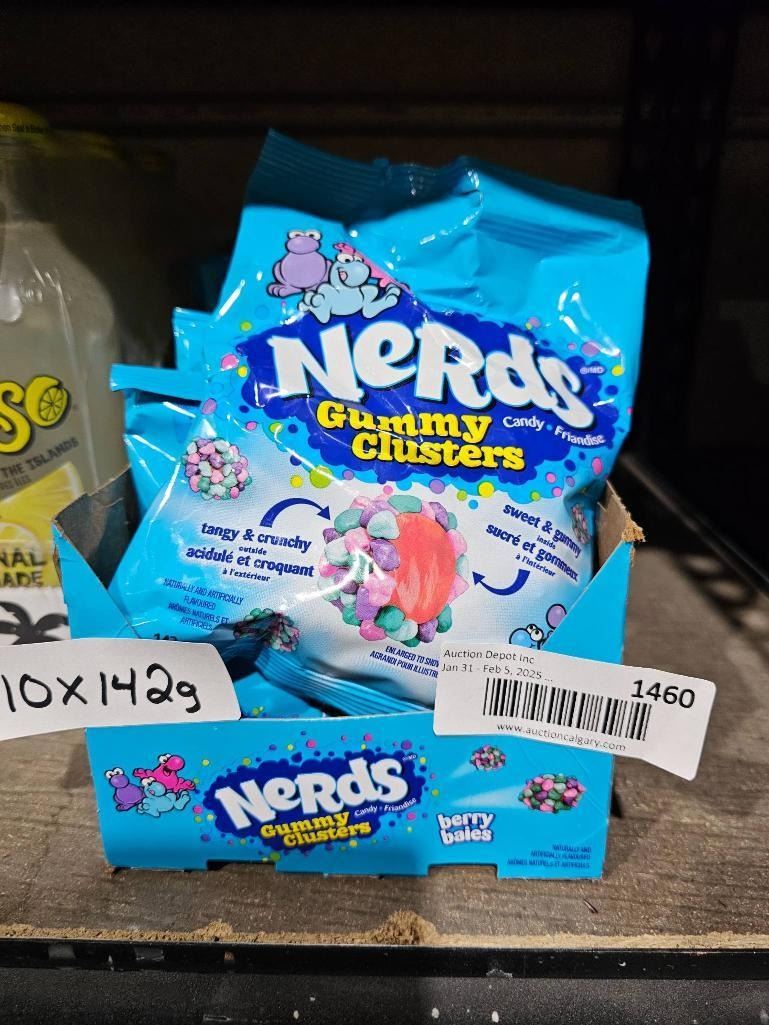 SO
THE ISLANDS
NAL
ADE
NeRds
Gummy
Clusters
Candy • Friandise
tangy & crunchy
outside
acidulé et croquant
à l'extérieur
sweet & gummy
inside
sucré et gommeux
à l'intérieur
NATURALLY AND ARTIFICIALLY
FLAVOURED
ARÔMES NATURELS ET
ARTIFICIELS
142
ENLARGED TO SHOW
AGRANDI POUR ILLUSTR
10x142g
Auction Depot Inc
Jan 31 - Feb 5, 2025 ...
1460
www.auctioncalgary.com
NeRds
Candy • Friandise
Gummy
Clusters
berry
baies
NATURALLY AND
ARTIFICIALLY FLAVOURED
ARÔMES NATURELS ET ARTIFICIELS